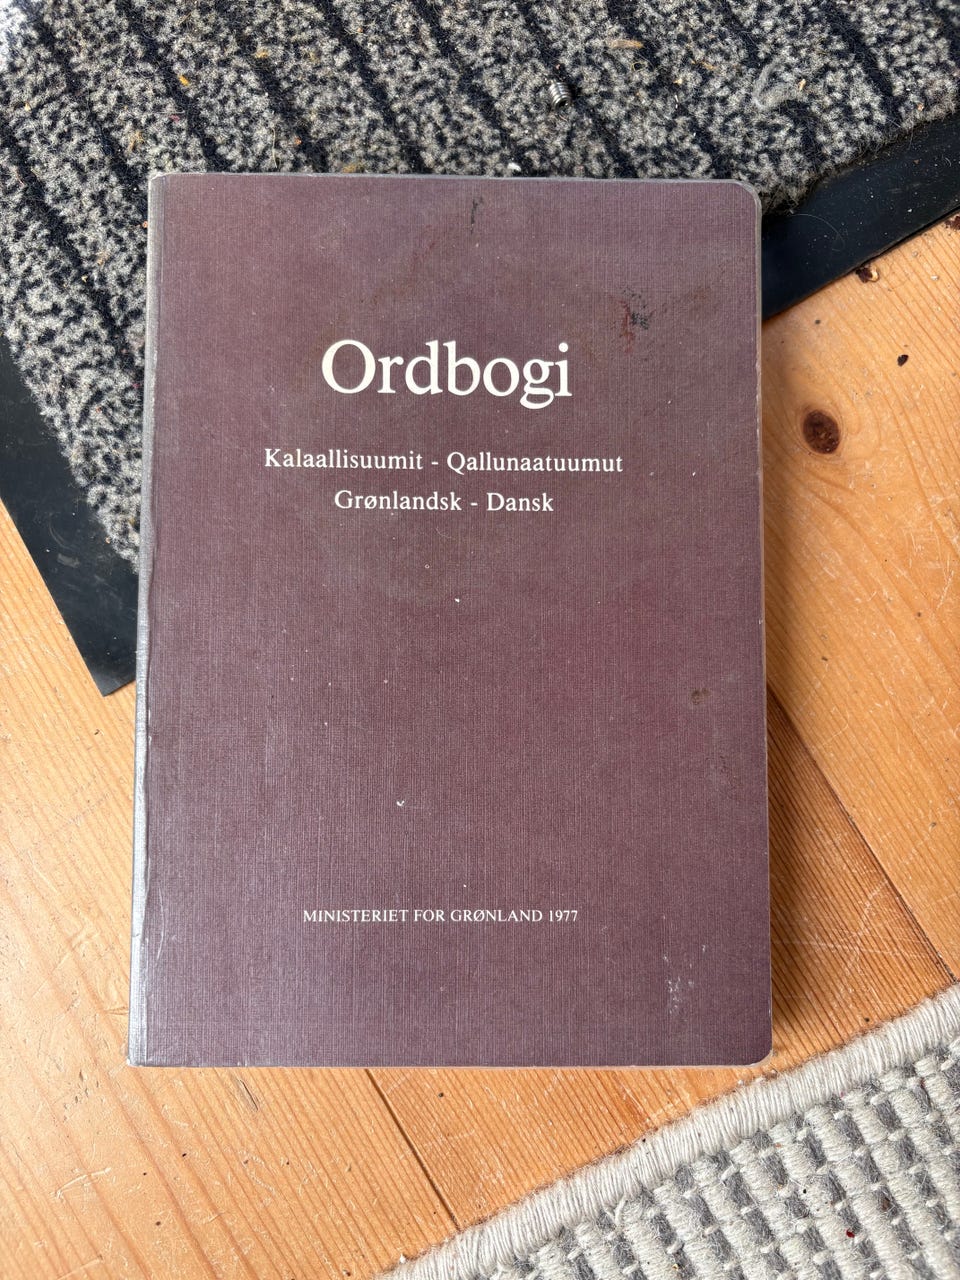 Ordbogi
Kalaallisuumit - Qallunaatuumut
Grønlandsk - Dansk
MINISTERIET FOR GRØNLAND 1977